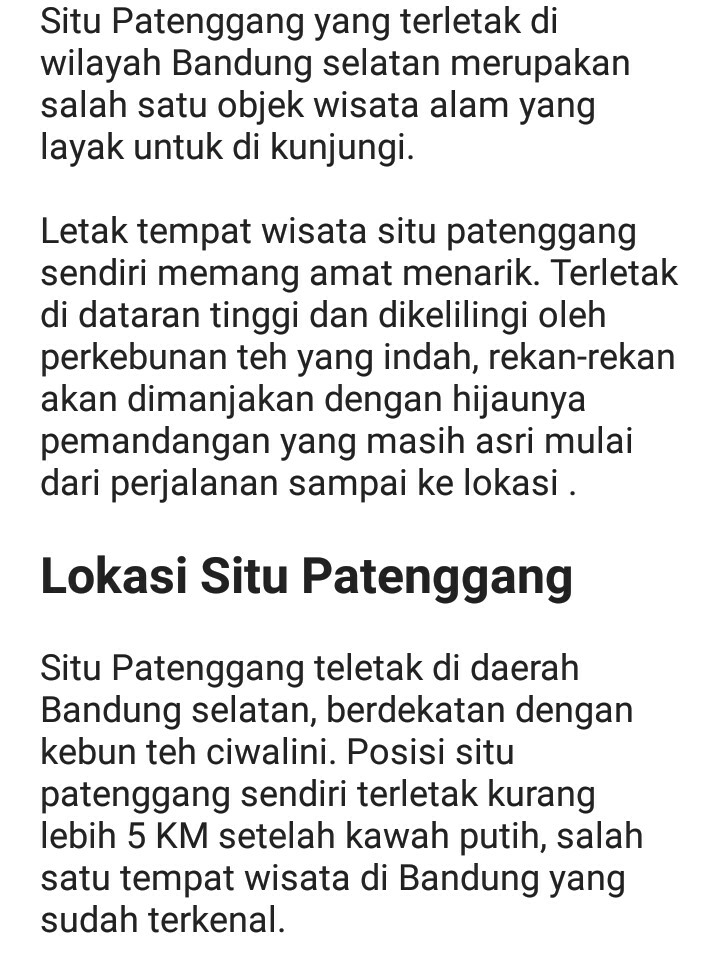 Situ Patenggang yang terletak di
wilayah Bandung selatan merupakan
salah satu objek wisata alam yang
layak untuk di kunjungi.
Letak tempat wisata situ patenggang
sendiri memang amat menarik. Terletak
di dataran tinggi dan dikelilingi oleh
perkebunan teh yang indah, rekan-rekan
akan dimanjakan dengan hijaunya
pemandangan yang masih asri mulai
dari perjalanan sampai ke lokasi .
Lokasi Situ Patenggang
Situ Patenggang teletak di daerah
Bandung selatan, berdekatan dengan
kebun teh ciwalini. Posisi situ
patenggang sendiri terletak kurang
lebih 5 KM setelah kawah putih, salah
satu tempat wisata di Bandung yang
sudah terkenal.